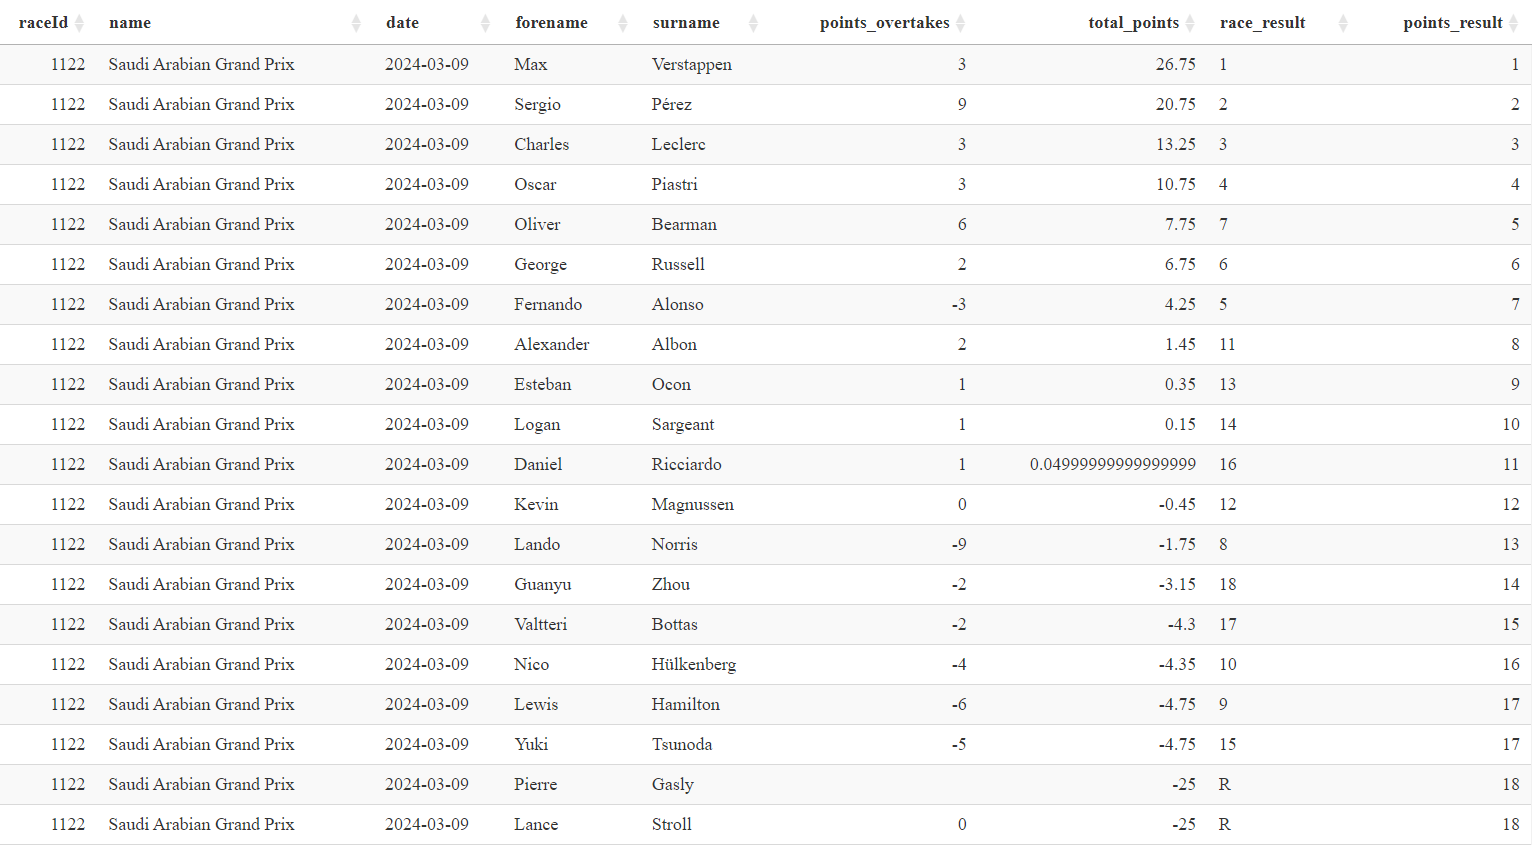 raceId name date forename surname points_overtakes total_points race_result points_result
1122 Saudi Arabian Grand Prix 2024-03-09 Max Verstappen 3 26.75 1 1
1122 Saudi Arabian Grand Prix 2024-03-09 Sergio Pérez 9 20.75 2 2
1122 Saudi Arabian Grand Prix 2024-03-09 Charles Leclerc 3 13.25 3 3
1122 Saudi Arabian Grand Prix 2024-03-09 Oscar Piastri 3 10.75 4 4
1122 Saudi Arabian Grand Prix 2024-03-09 Oliver Bearman 6 7.75 7 5
1122 Saudi Arabian Grand Prix 2024-03-09 George Russell 2 6.75 6 6
1122 Saudi Arabian Grand Prix 2024-03-09 Fernando Alonso -3 4.25 5 7
1122 Saudi Arabian Grand Prix 2024-03-09 Alexander Albon 2 1.45 11 8
1122 Saudi Arabian Grand Prix 2024-03-09 Esteban Ocon 1 0.35 13 9
1122 Saudi Arabian Grand Prix 2024-03-09 Logan Sargeant 1 0.15 14 10
1122 Saudi Arabian Grand Prix 2024-03-09 Daniel Ricciardo 1 0.04999999999999999 16 11
1122 Saudi Arabian Grand Prix 2024-03-09 Kevin Magnussen 0 -0.45 12 12
1122 Saudi Arabian Grand Prix 2024-03-09 Lando Norris -9 -1.75 8 13
1122 Saudi Arabian Grand Prix 2024-03-09 Guanyu Zhou -2 -3.15 18 14
1122 Saudi Arabian Grand Prix 2024-03-09 Valtteri Bottas -2 -4.3 17 15
1122 Saudi Arabian Grand Prix 2024-03-09 Nico Hülkenberg -4 -4.35 10 16
1122 Saudi Arabian Grand Prix 2024-03-09 Lewis Hamilton -6 -4.75 9 17
1122 Saudi Arabian Grand Prix 2024-03-09 Yuki Tsunoda -5 -4.75 15 17
1122 Saudi Arabian Grand Prix 2024-03-09 Pierre Gasly -25 R 18
1122 Saudi Arabian Grand Prix 2024-03-09 Lance Stroll 0 -25 R 18